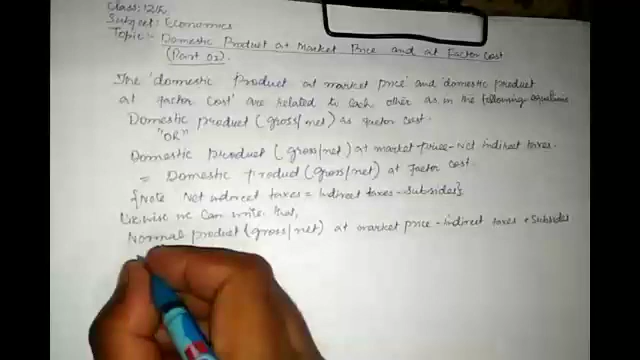 Class: 12th
Subject: Economics
Topic:- Domestic Product at Market Price and at Factor Cost
(Part 02).
The 'domestic Product at market price' and 'domestic product
at factor cost' are related to each other as in the following equations
Domestic product (gross/net) as factor cost.
"OR"
Domestic product (gross/net) at market price - Net indirect taxes.
= Domestic Product (gross/net) at factor cost.
{Note Net indirect taxes = Indirect taxes - Subsides}
Likewise we can write that,
Normal product (gross/net) at market price - indirect taxes + Subsides